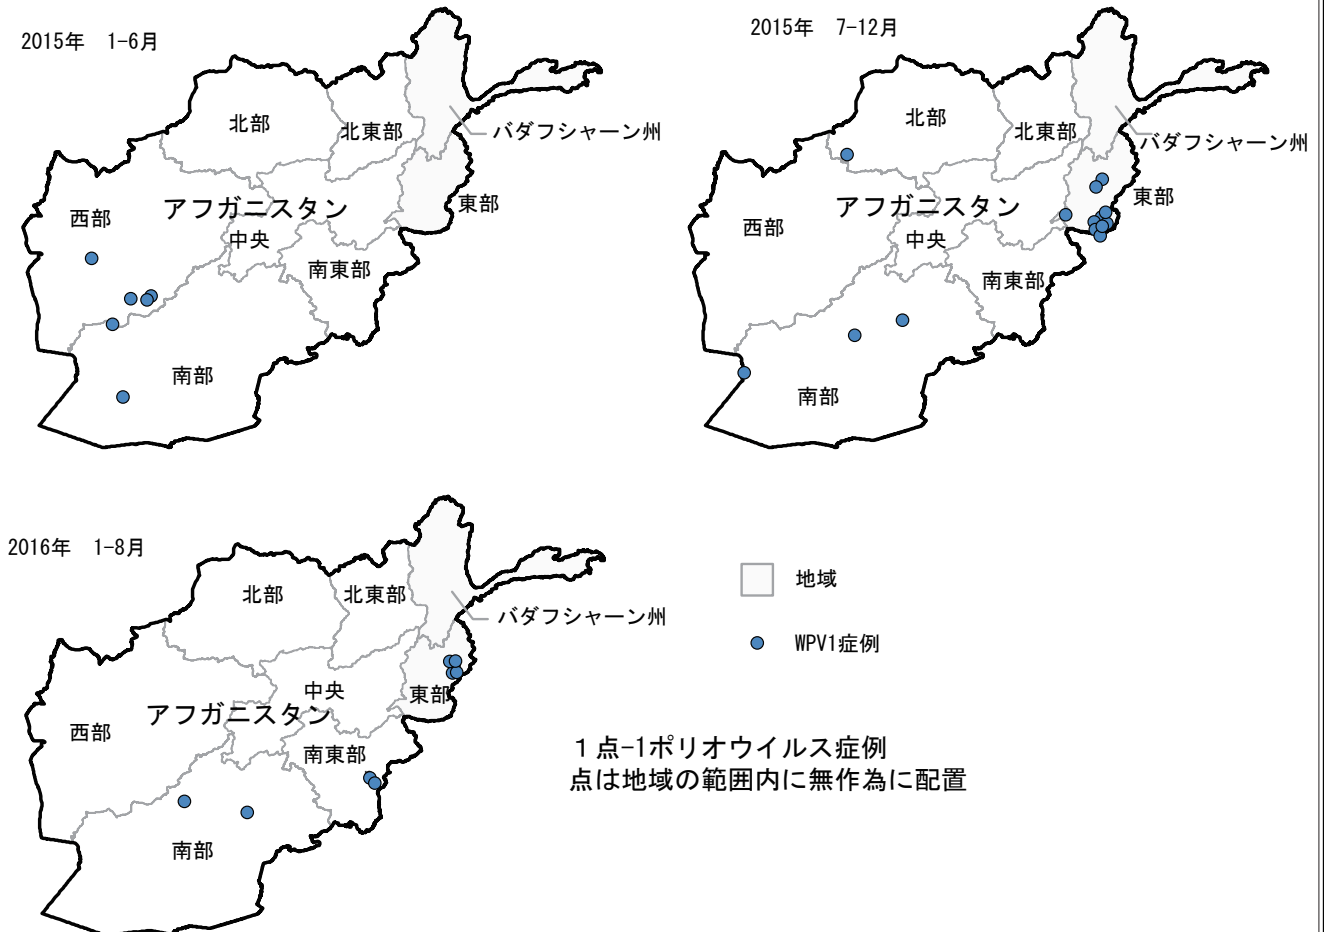 2015年 1-6月
北部
北東部
バダフシャーン州
西部
アフガニスタン
東部
中央
南東部
南部
2015年 7-12月
北部
北東部
バダフシャーン州
西部
アフガニスタン
東部
中央
南東部
南部
2016年 1-8月
北部
北東部
バダフシャーン州
中央
東部
西部
アフガニスタン
南東部
南部
地域
WPV1症例
１点-1ポリオウイルス症例
点は地域の範囲内に無作為に配置